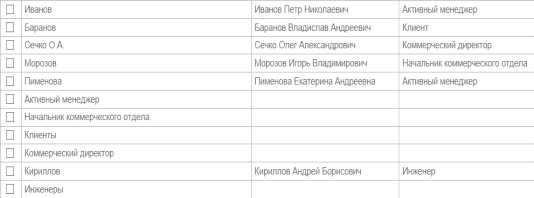 Иванов Иванов Петр Николаевич Активный менеджер
Баранов Баранов Владислав Андреевич Клиент
Сечко О.А. Сечко Олег Александрович Коммерческий директор
Морозов Морозов Игорь Владимирович Начальник коммерческого отдела
Пименова Пименова Екатерина Андреевна Активный менеджер
Активный менеджер
Начальник коммерческого отдела
Клиенты
Коммерческий директор
Кириллов Кириллов Андрей Борисович Инженер
Инженеры